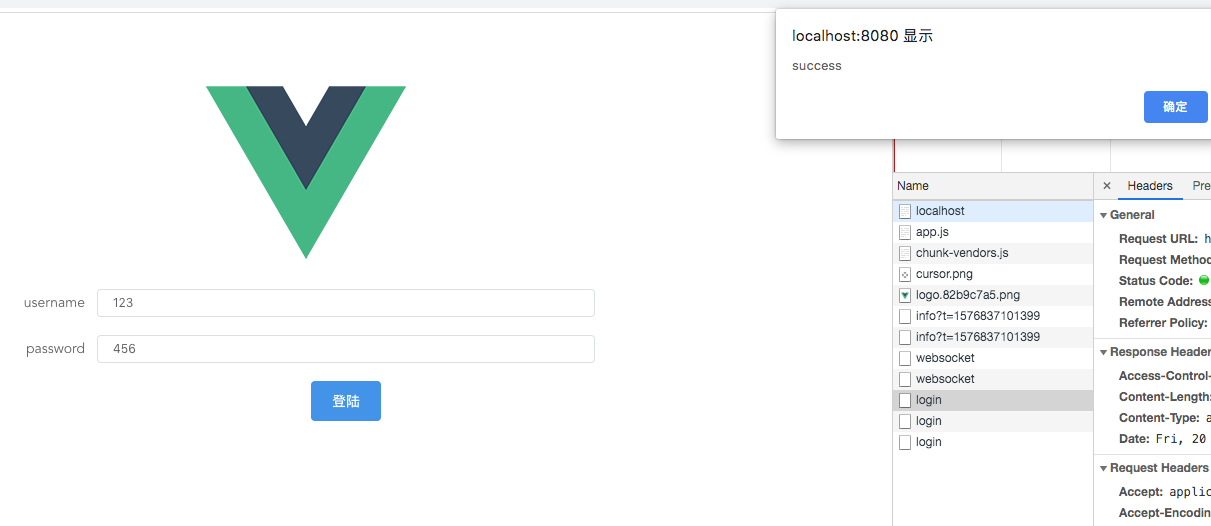 localhost:8080 显示
success
确定
username 123
password 456
登陆
Name
localhost
app.js
chunk-vendors.js
cursor.png
logo.82b9c7a5.png
info?t=1576837101399
info?t=1576837101399
websocket
websocket
login
login
login
× Headers Pre
General
Request URL: h
Request Metho
Status Code:
Remote Address
Referrer Policy:
Response Header
Access-Control-
Content-Length:
Content-Type: a
Date: Fri, 20
Request Headers
Accept: applic
Accept-Encodin